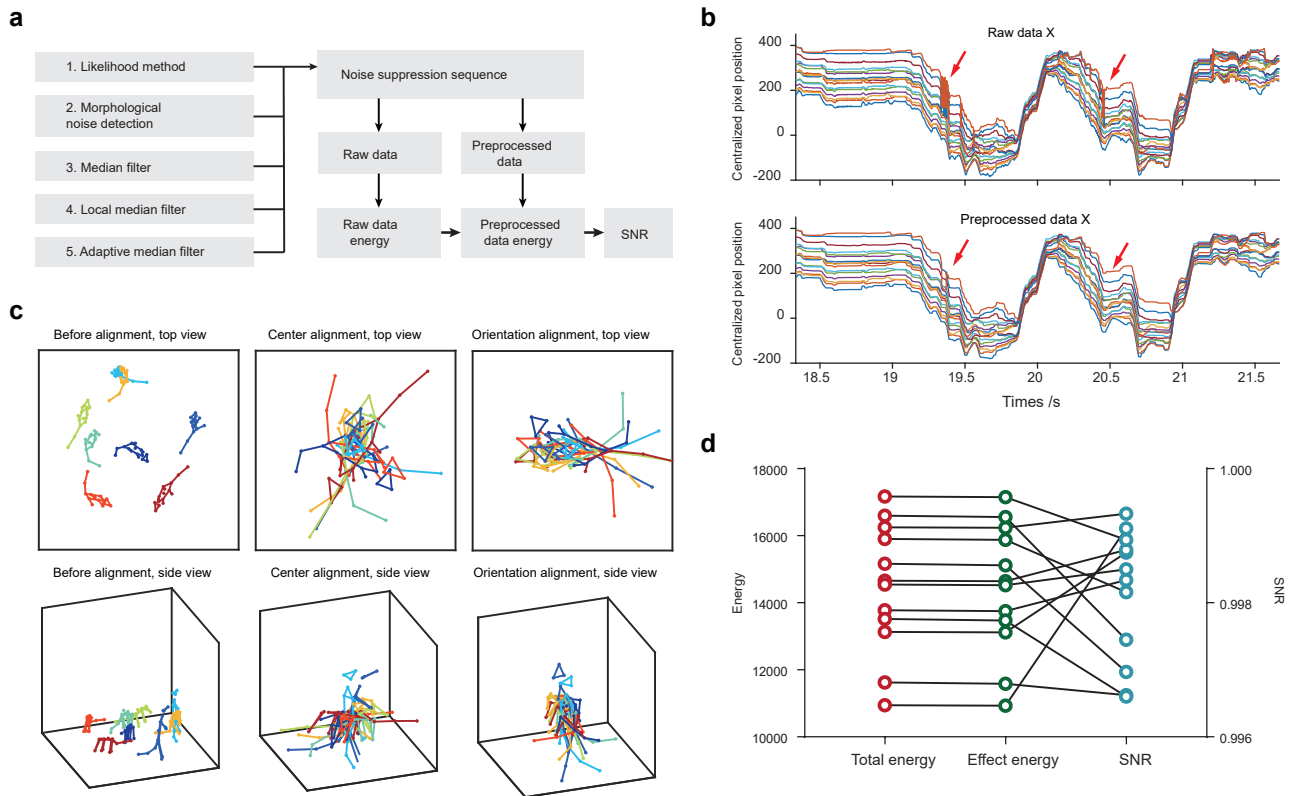 a
1. Likelihood method
2. Morphological
noise detection
3. Median filter
4. Local median filter
5. Adaptive median filter
Noise suppression sequence
Raw data
Preprocessed
data
Raw data
energy
Preprocessed
data energy
SNR
b
Raw data X
Centralized pixel position
400
200
0
-200
Preprocessed data X
Centralized pixel position
400
200
0
-200
18.5 19 19.5 20 20.5 21 21.5
Times /s
c
Before alignment, top view
Center alignment, top view
Orientation alignment, top view
Before alignment, side view
Center alignment, side view
Orientation alignment, side view
d
18000
16000
14000
12000
10000
Energy
1.000
0.998
0.996
SNR
Total energy
Effect energy
SNR